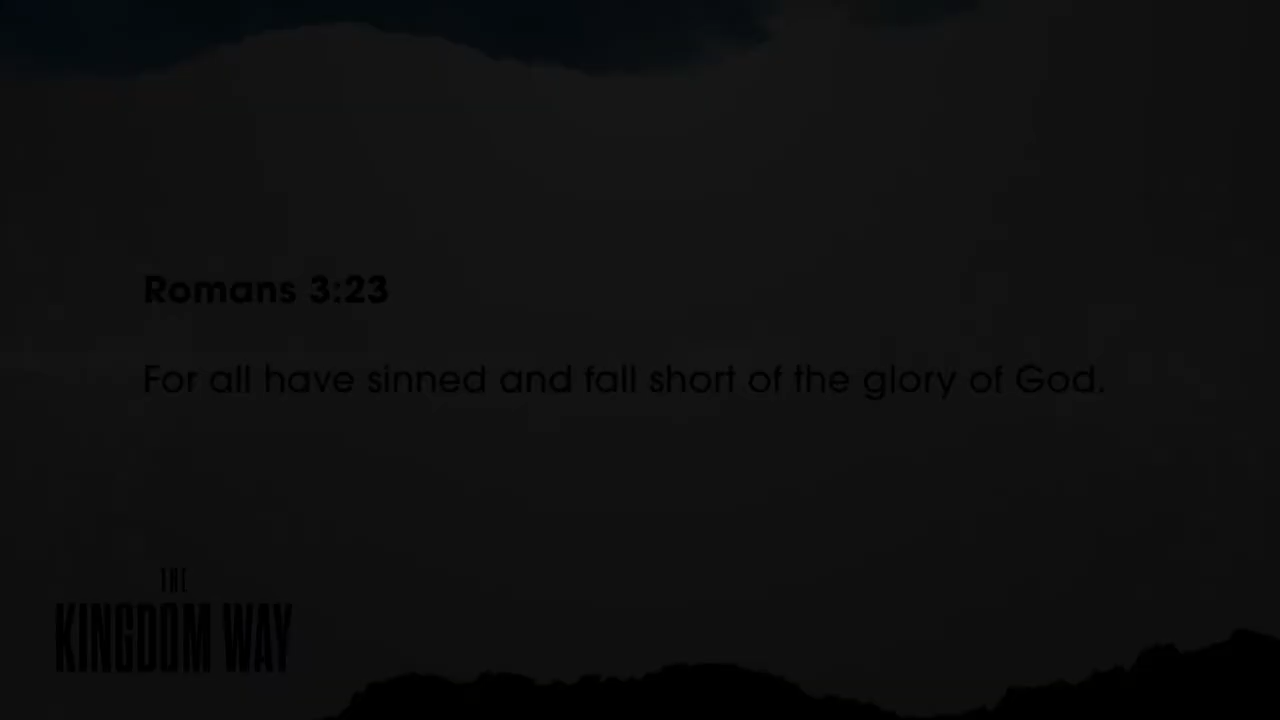 Romans 3:23
For all have sinned and fall short of the glory of God.
THE
KINGDOM WAY